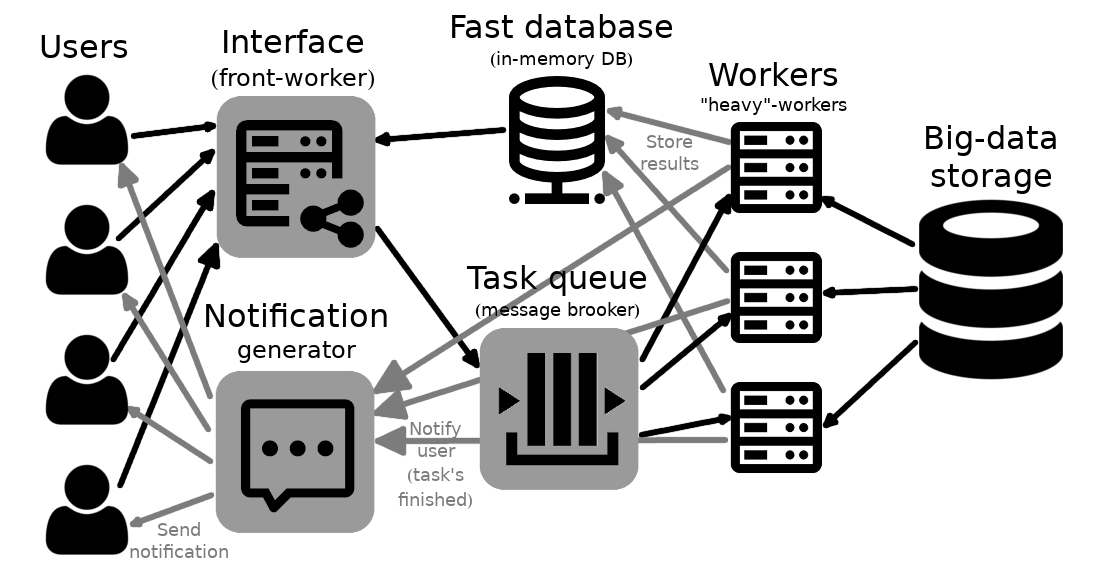 Users
Interface
(front-worker)
Fast database
(in-memory DB)
Workers
"heavy"-workers
Big-data
storage
Store
results
Task queue
(message brooker)
Notification
generator
Notify
user
(task's
finished)
Send
notification